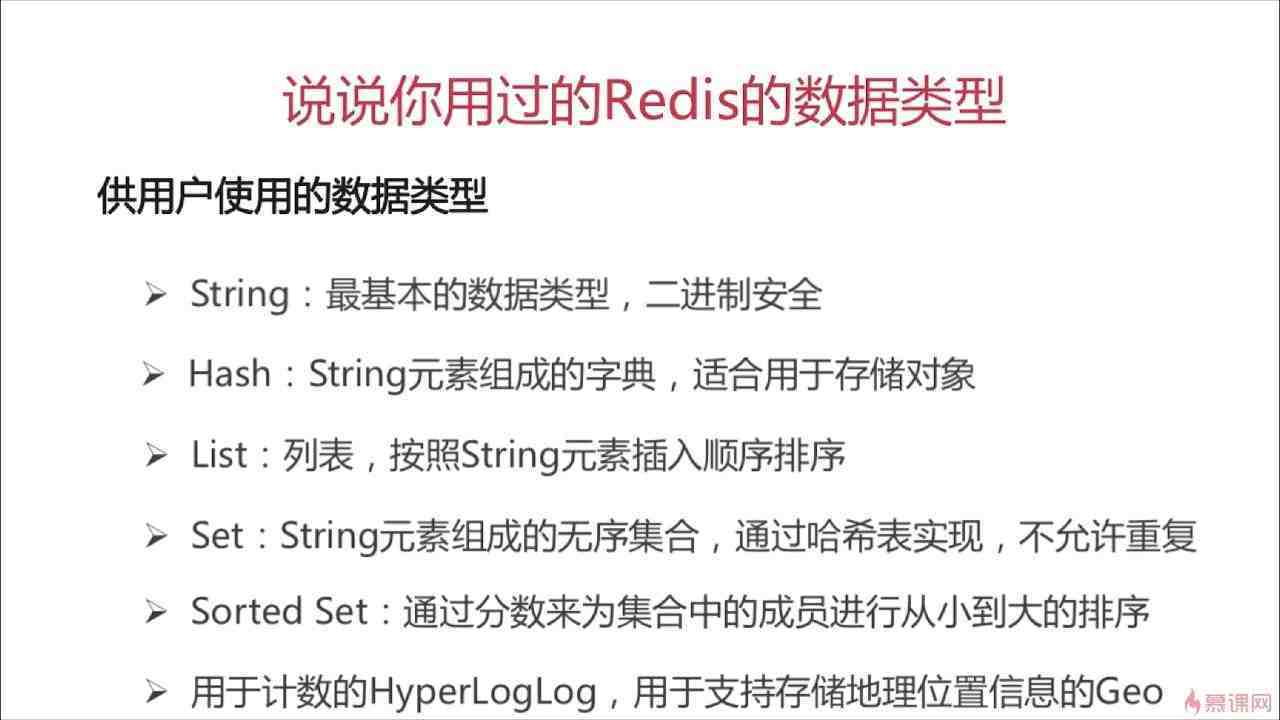 说说你用过的Redis的数据类型
供用户使用的数据类型
➢ String：最基本的数据类型，二进制安全
➢ Hash：String元素组成的字典，适合用于存储对象
➢ List：列表，按照String元素插入顺序排序
➢ Set：String元素组成的无序集合，通过哈希表实现，不允许重复
➢ Sorted Set：通过分数来为集合中的成员进行从小到大的排序
➢ 用于计数的HyperLogLog，用于支持存储地理位置信息的Geo
慕课网